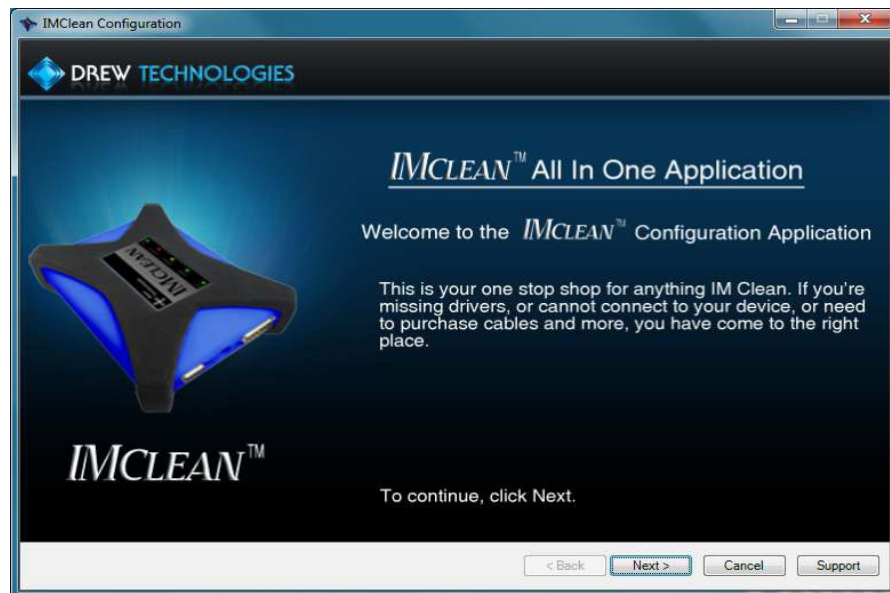 IMClean Configuration
DREW TECHNOLOGIES
IMCLEAN™ All In One Application
Welcome to the IMCLEAN™ Configuration Application
This is your one stop shop for anything IM Clean. If you're
missing drivers, or cannot connect to your device, or need
to purchase cables and more, you have come to the right
place.
IMCLEAN
IMCLEAN™
To continue, click Next.
< Back Next > Cancel Support